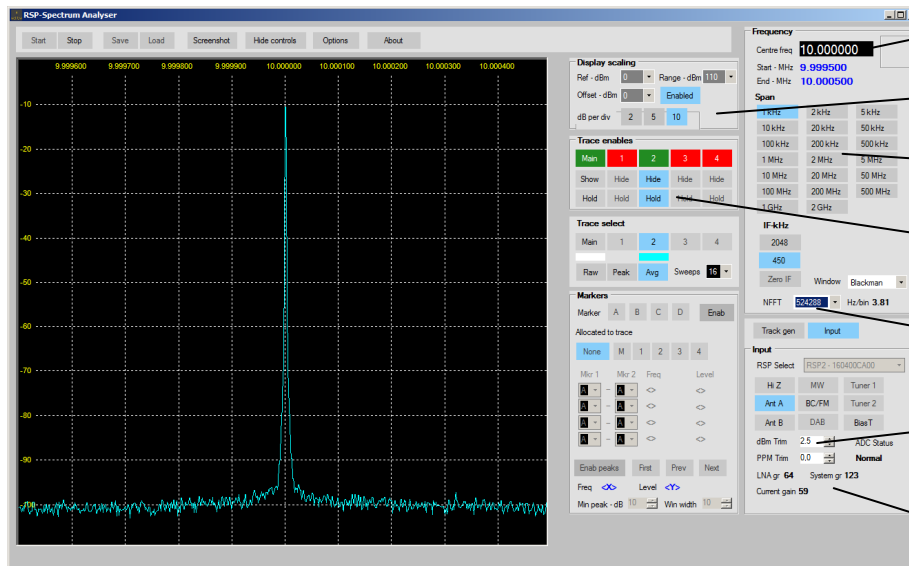 RSP-Spectrum Analyser
Start Stop Save Load Screenshot Hide controls Options About
9.999600 9.999700 9.999800 9.999900 10.000000 10.000100 10.000200 10.000300 10.000400
-10
-20
-30
-40
-50
-60
-70
-80
-90
Display scaling
Ref - dBm 0 Range - dBm 110
Offset - dBm 0 Enabled
dB per div 2 5 10
Trace enables
Main 1 2 3 4
Show Hide Hide Hide Hide
Hold Hold Hold Hold Hold
Trace select
Main 1 2 3 4
Raw Peak Avg Sweeps 16
Markers
Marker A B C D Enab
Allocated to trace
None M 1 2 3 4
Mkr 1 Mkr 2 Freq Level
A - A <> <>
A - A <> <>
A - A <> <>
A - A <> <>
Enab peaks First Prev Next
Freq <X> Level <Y>
Min peak - dB 10 Win width 10
Frequency
Centre freq 10.000000
Start - MHz 9.999500
End - MHz 10.000500
Span
1 kHz 2 kHz 5 kHz
10 kHz 20 kHz 50 kHz
100 kHz 200 kHz 500 kHz
1 MHz 2 MHz 5 MHz
10 MHz 20 MHz 50 MHz
100 MHz 200 MHz 500 MHz
1 GHz 2 GHz
IF-kHz
2048
450
Zero IF Window Blackman
NFFT 524288 Hz/bin 3.81
Track gen Input
Input
RSP Select RSP2 - 160400CA00
Hi Z MW Tuner 1
Ant A BC/FM Tuner 2
Ant B DAB BiasT
dBm Trim 2.5 ADC Status
PPM Trim 0.0 Normal
LNA gr 64 System gr 123
Current gain 59